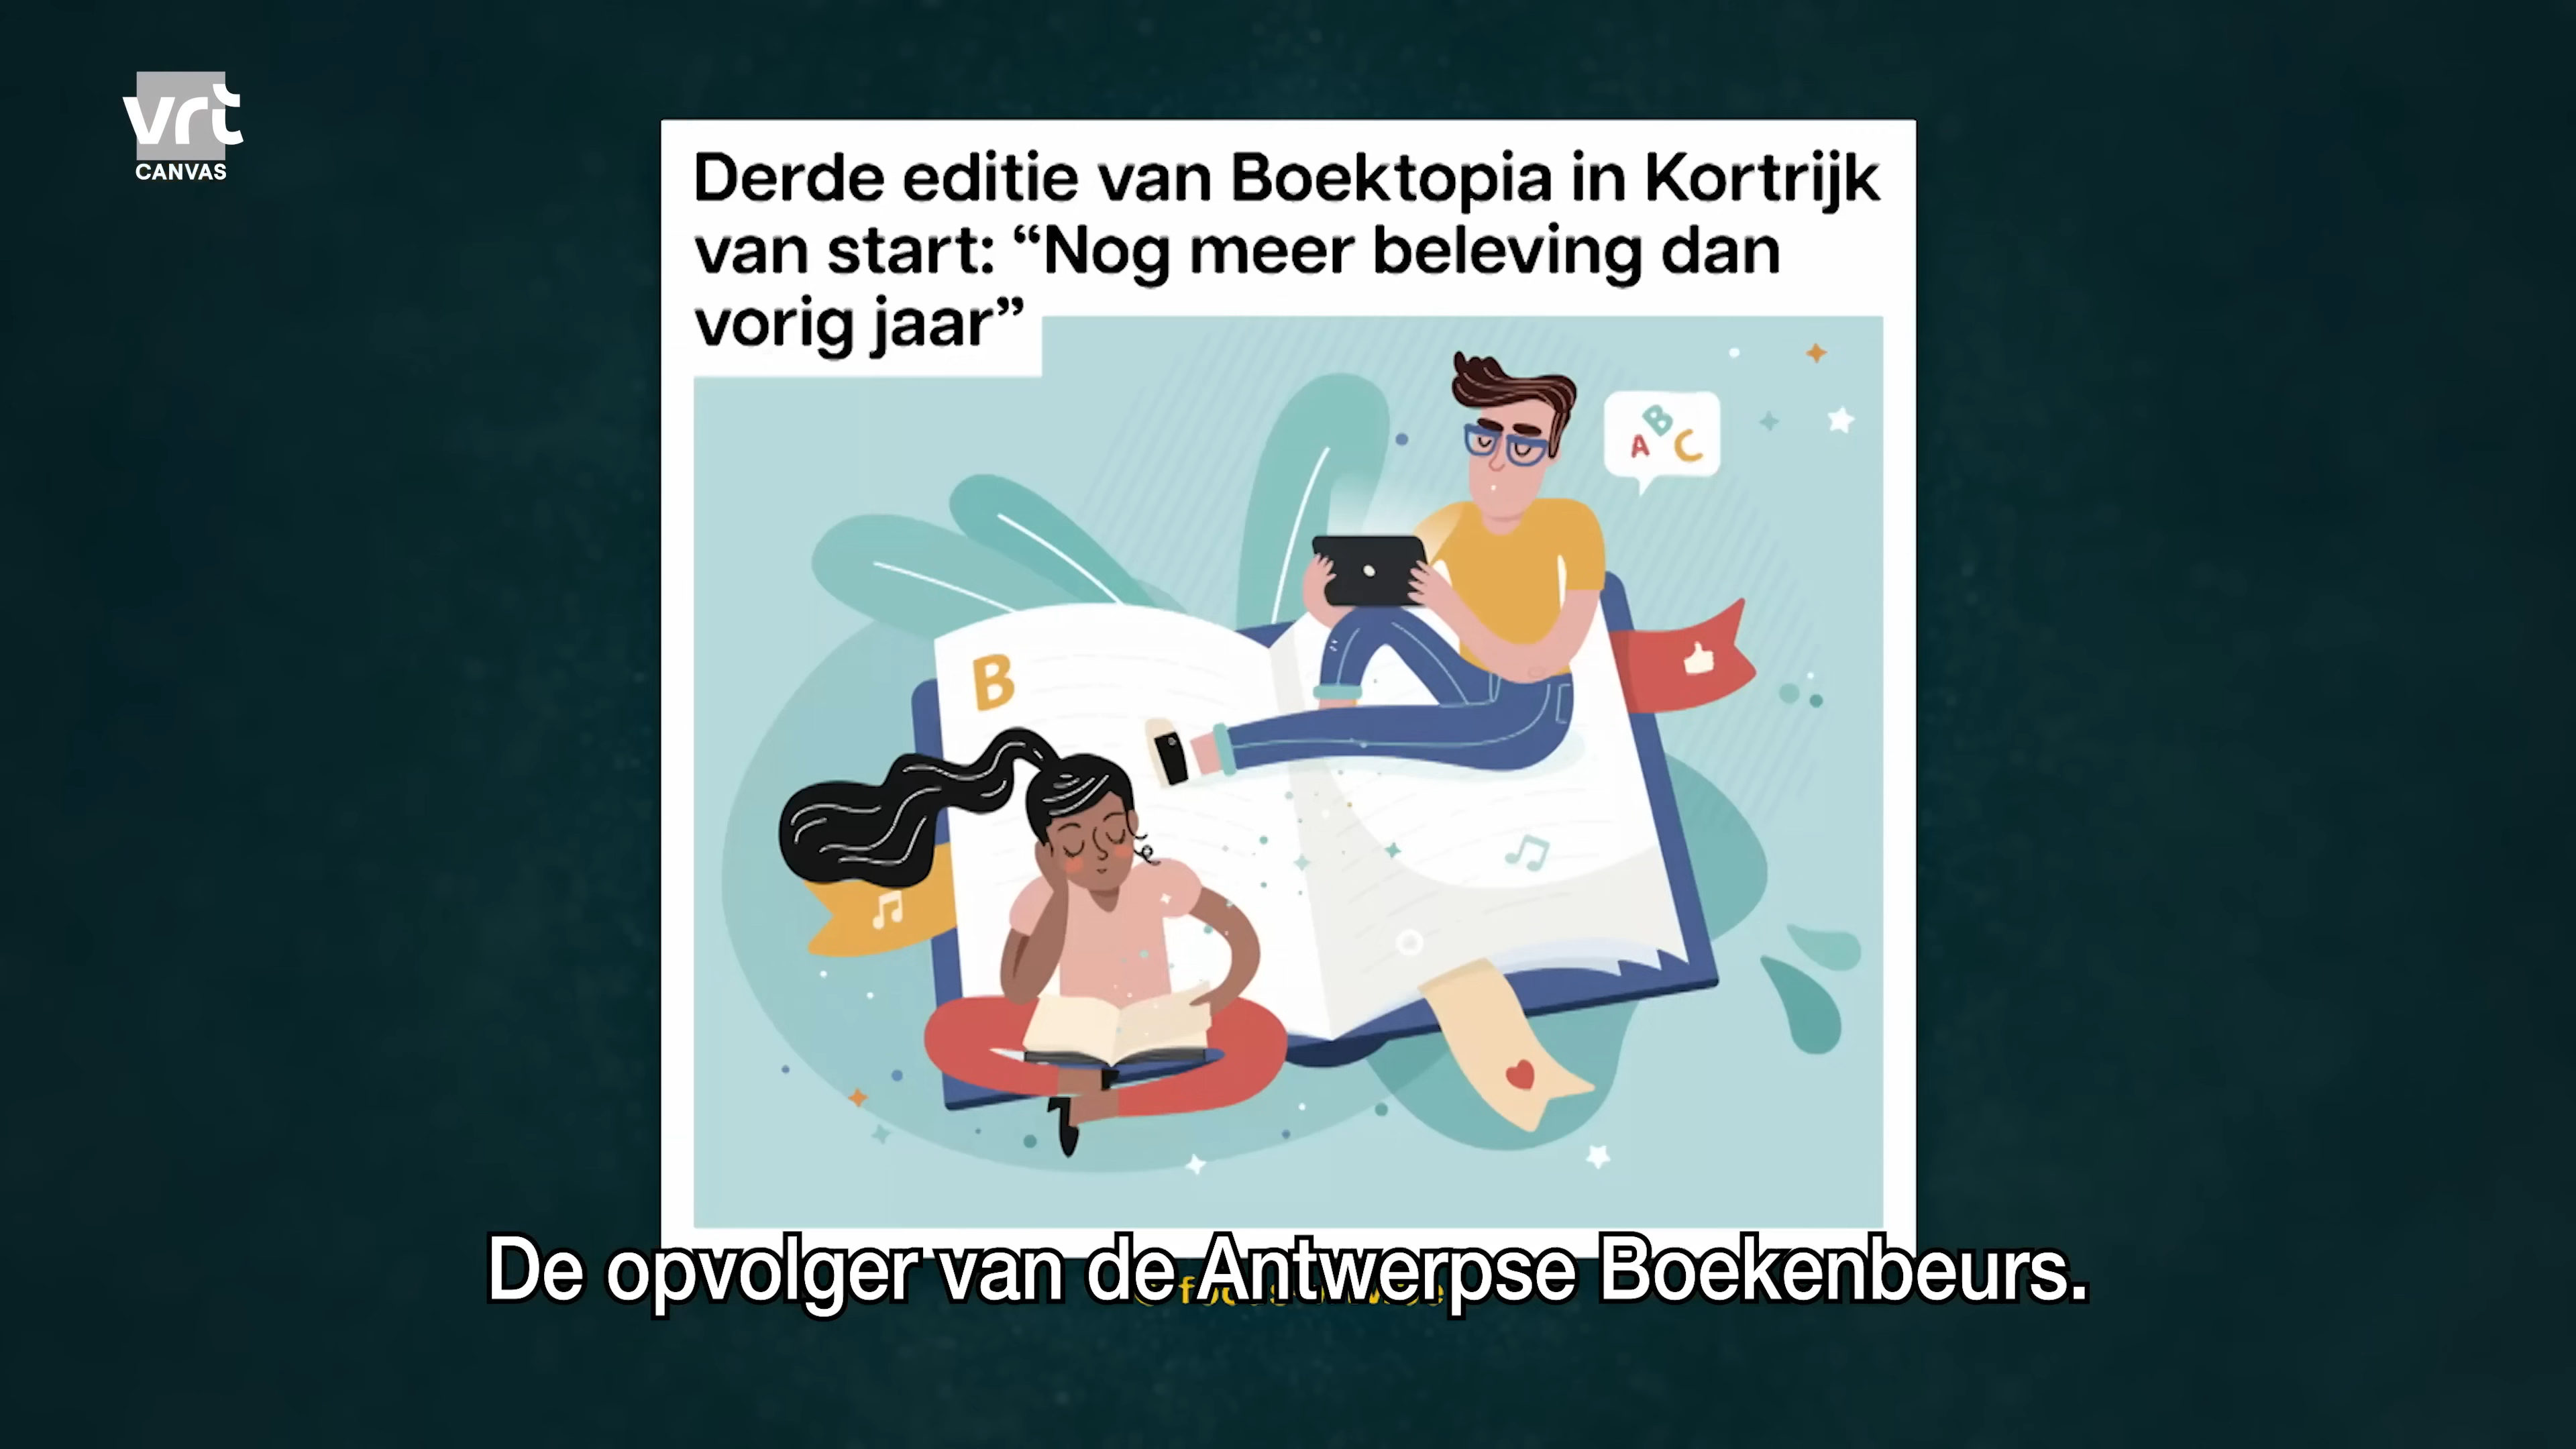 vrt
CANVAS
Derde editie van Boektopia in Kortrijk
van start: “Nog meer beleving dan
vorig jaar”
A B C
B
De opvolger van de Antwerpse Boekenbeurs.